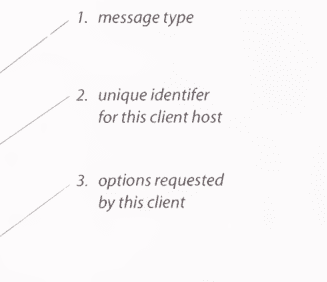 1. message type
2. unique identifer
for this client host
3. options requested
by this client